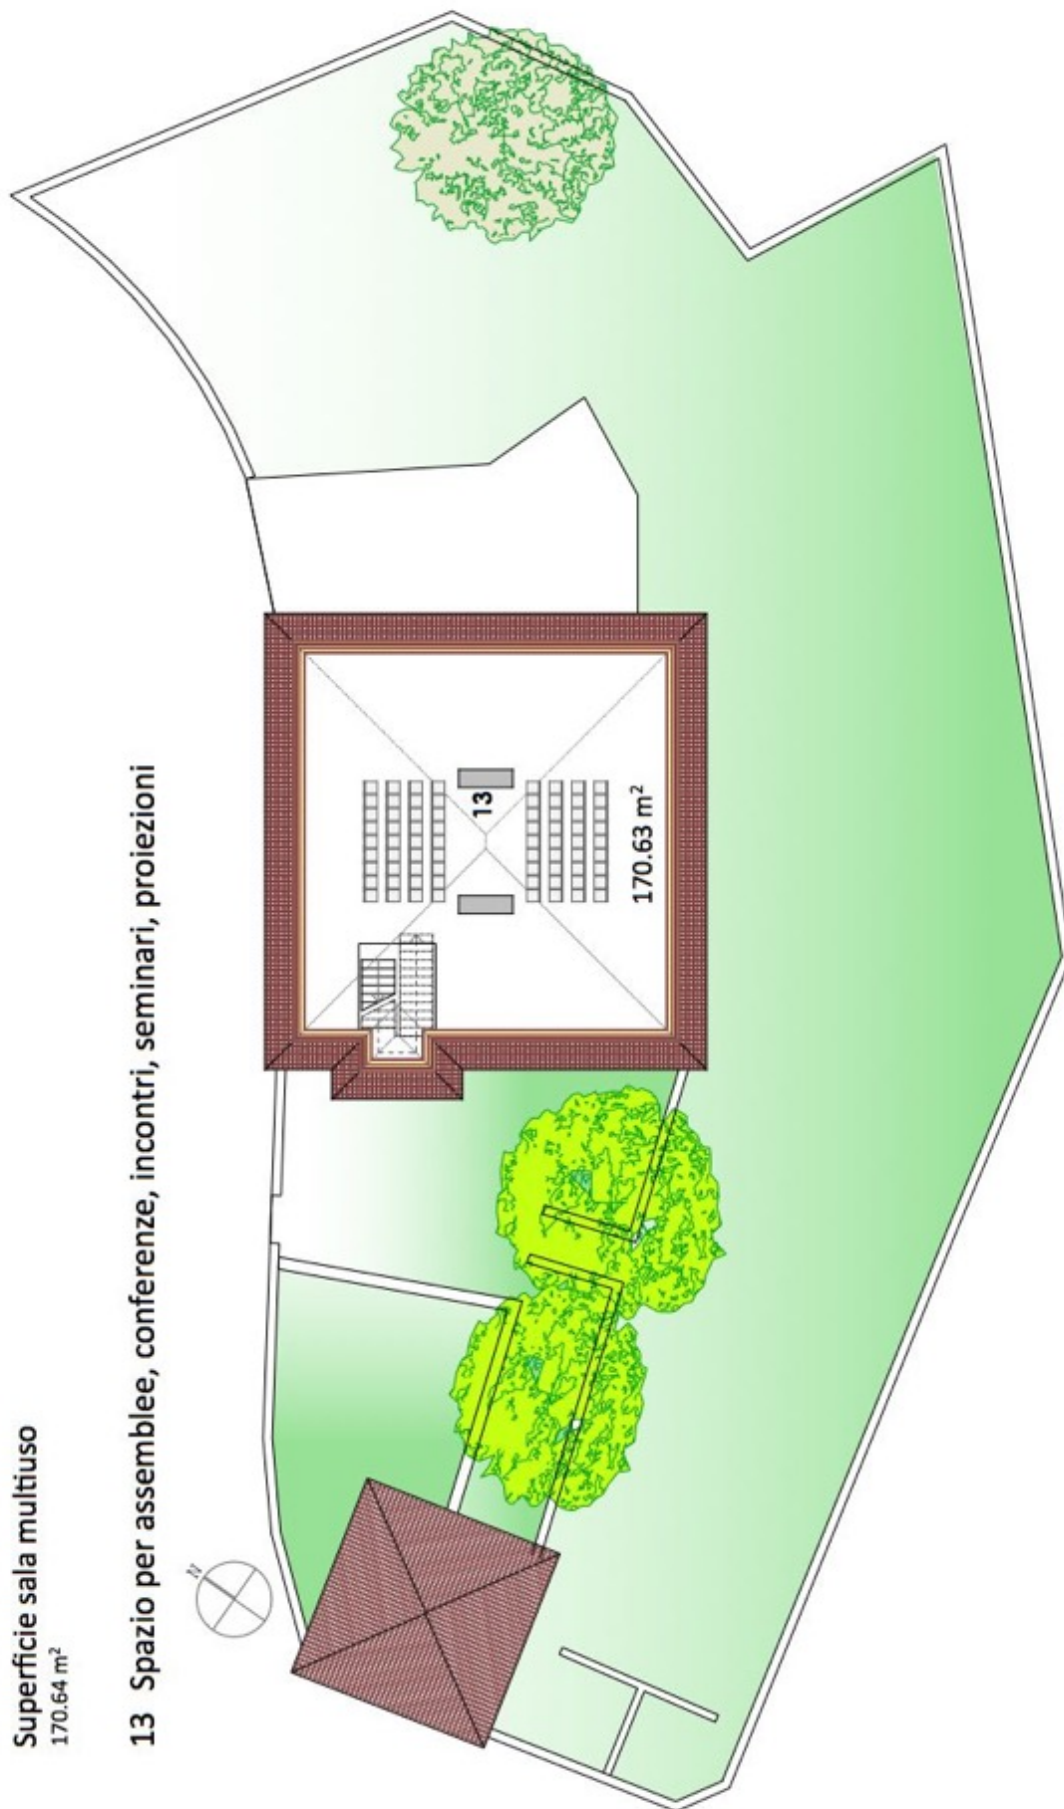 Superficie sala multiuso
170.64 m²
13 Spazio per assemblee, conferenze, incontri, seminari, proiezioni
N
13
170.63 m²